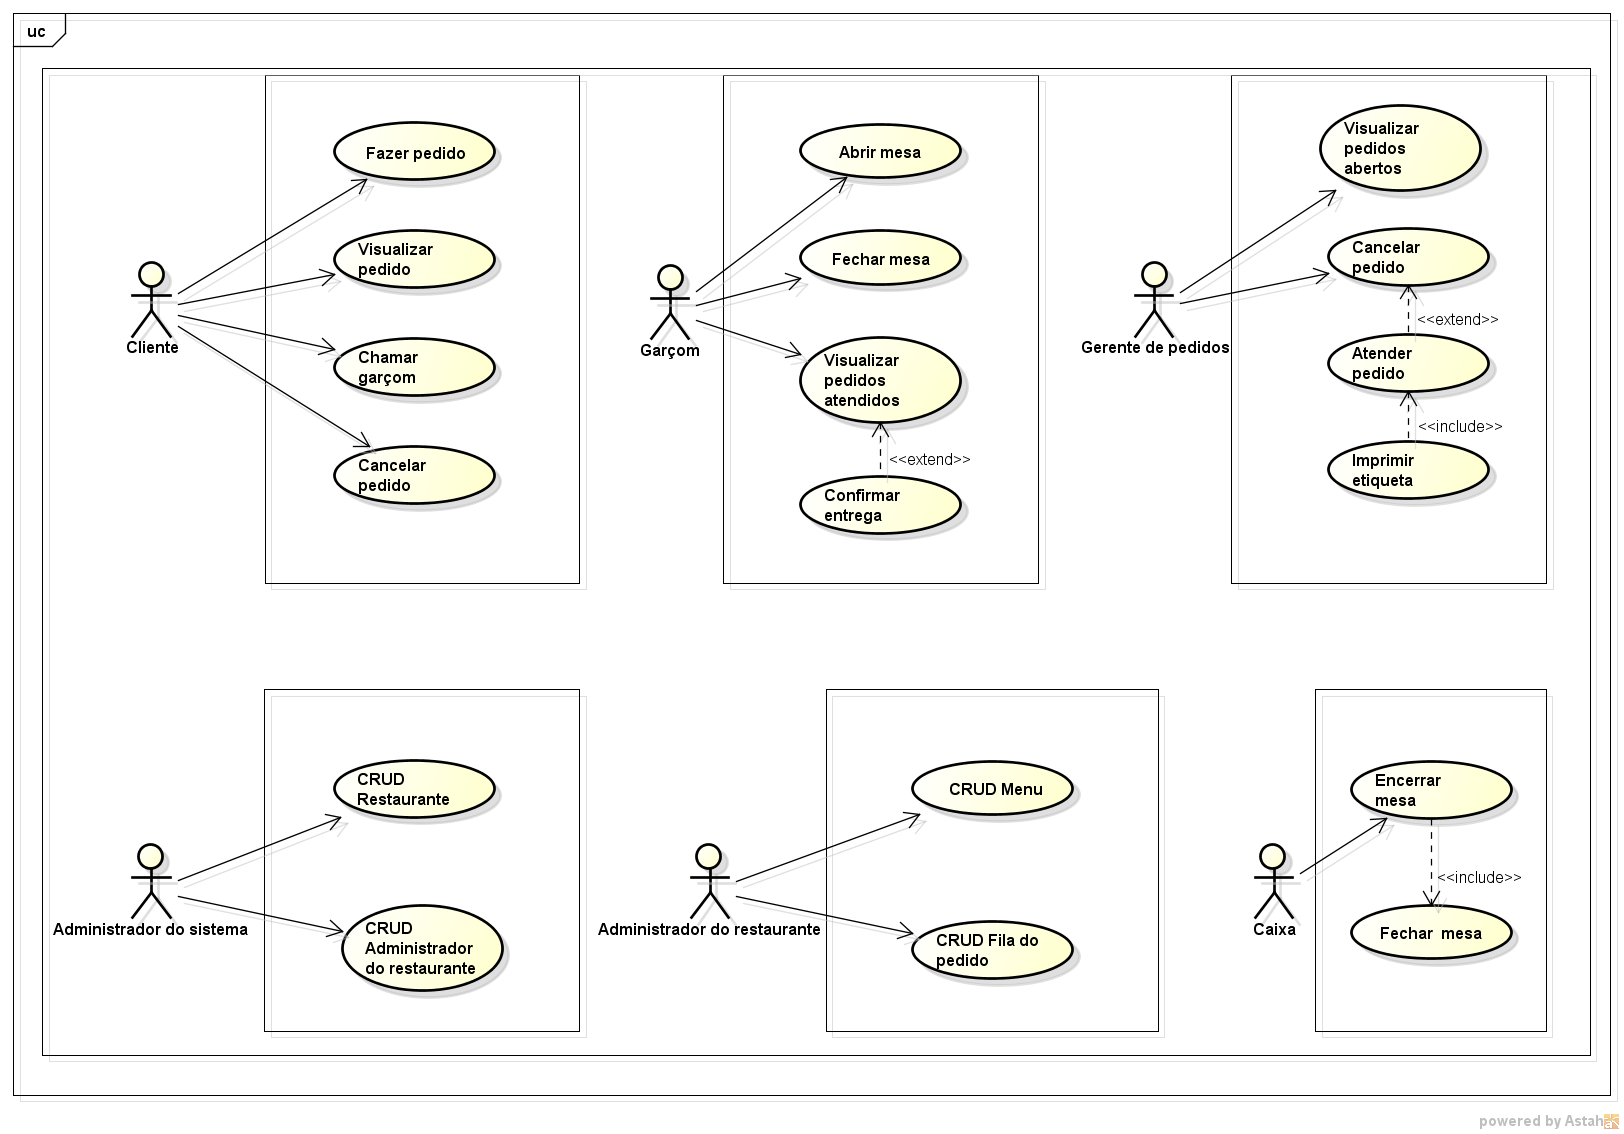 uc
Fazer pedido
Visualizar
pedido
Chamar
garçom
Cancelar
pedido
Cliente
Abrir mesa
Fechar mesa
Visualizar
pedidos
atendidos
<<extend>>
Confirmar
entrega
Garçom
Visualizar
pedidos
abertos
Cancelar
pedido
<<extend>>
Atender
pedido
<<include>>
Imprimir
etiqueta
Gerente de pedidos
CRUD
Restaurante
CRUD
Administrador
do restaurante
Administrador do sistema
CRUD Menu
CRUD Fila do
pedido
Administrador do restaurante
Encerrar
mesa
<<include>>
Fechar  mesa
Caixa
powered by Astah